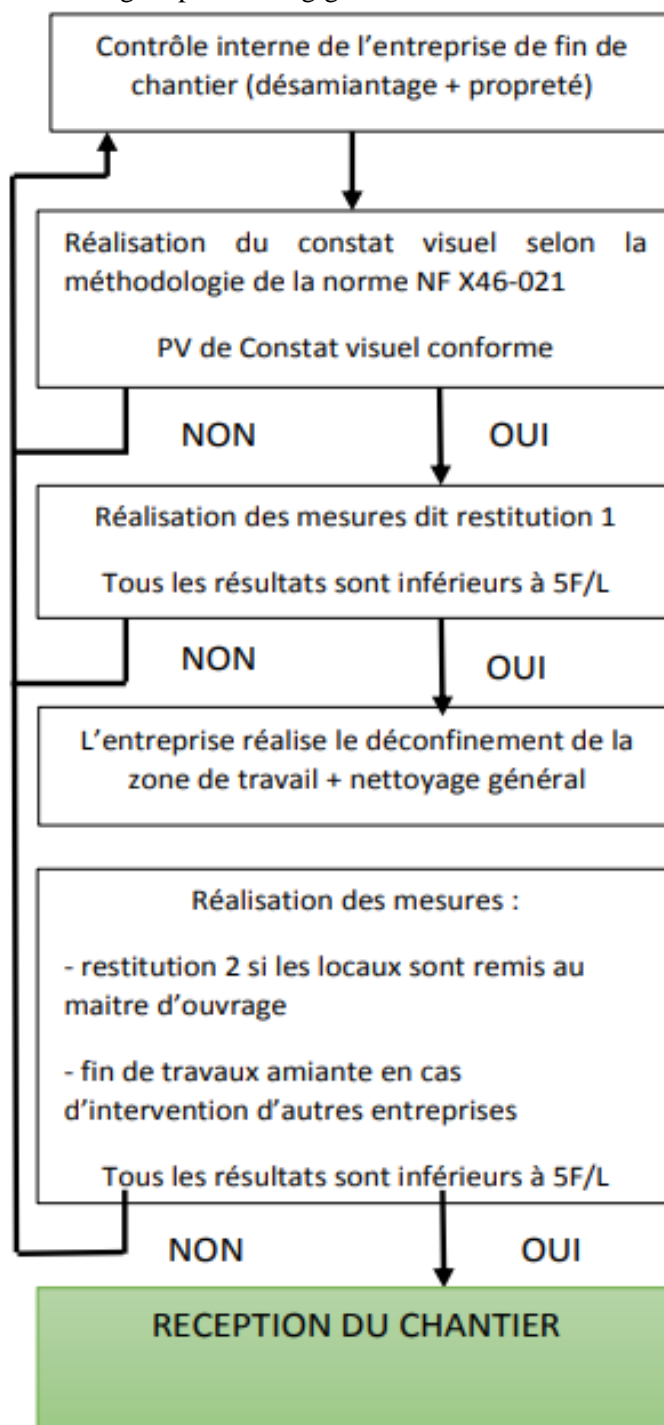 Contrôle interne de l'entreprise de fin de
chantier (désamiantage + propreté)
Réalisation du constat visuel selon la
méthodologie de la norme NF X46-021
PV de Constat visuel conforme
NON OUI
Réalisation des mesures dit restitution 1
Tous les résultats sont inférieurs à 5F/L
NON OUI
L'entreprise réalise le déconfinement de la
zone de travail + nettoyage général
Réalisation des mesures :
- restitution 2 si les locaux sont remis au
maitre d'ouvrage
- fin de travaux amiante en cas
d'intervention d'autres entreprises
Tous les résultats sont inférieurs à 5F/L
NON OUI
RECEPTION DU CHANTIER